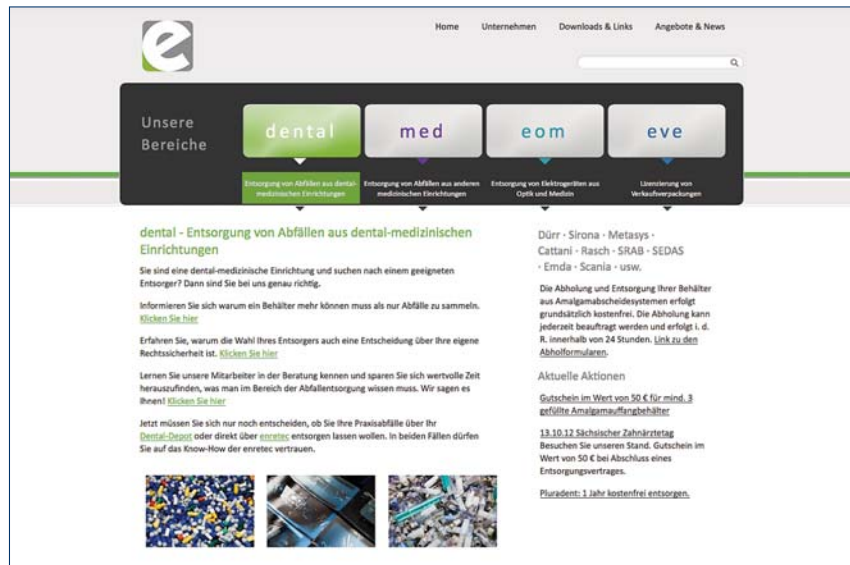 e
Home Unternehmen Downloads & Links Angebote & News
Unsere
Bereiche
dental
med
eom
eve
Entsorgung von Abfällen aus dental-
medizinischen Einrichtungen
Entsorgung von Abfällen aus anderen
medizinischen Einrichtungen
Entsorgung von Elektrogeräten aus
Optik und Medizin
Lizenzierung von
Verkaufsverpackungen
dental - Entsorgung von Abfällen aus dental-medizinischen
Einrichtungen
Sie sind eine dental-medizinische Einrichtung und suchen nach einem geeigneten
Entsorger? Dann sind Sie bei uns genau richtig.
Informieren Sie sich warum ein Behälter mehr können muss als nur Abfälle zu sammeln.
Klicken Sie hier
Erfahren Sie, warum die Wahl Ihres Entsorgers auch eine Entscheidung über Ihre eigene
Rechtssicherheit ist. Klicken Sie hier
Lernen Sie unsere Mitarbeiter in der Beratung kennen und sparen Sie sich wertvolle Zeit
herauszufinden, was man im Bereich der Abfallentsorgung wissen muss. Wir sagen es
Ihnen! Klicken Sie hier
Jetzt müssen Sie sich nur noch entscheiden, ob Sie Ihre Praxisabfälle über Ihr
Dental-Depot oder direkt über enretec entsorgen lassen wollen. In beiden Fällen dürfen
Sie auf das Know-How der enretec vertrauen.
Dürr · Sirona · Metasys ·
Cattani · Rasch · SRAB · SEDAS
· Emda · Scania · usw.
Die Abholung und Entsorgung Ihrer Behälter
aus Amalgamabscheidesystemen erfolgt
grundsätzlich kostenfrei. Die Abholung kann
jederzeit beauftragt werden und erfolgt i. d.
R. innerhalb von 24 Stunden. Link zu den
Abholformularen.
Aktuelle Aktionen
Gutschein im Wert von 50 € für mind. 3
gefüllte Amalgamauffangbehälter
13.10.12 Sächsischer Zahnärztetag
Besuchen Sie unseren Stand. Gutschein im
Wert von 50 € bei Abschluss eines
Entsorgungsvertrages.
Pluradent: 1 Jahr kostenfrei entsorgen.